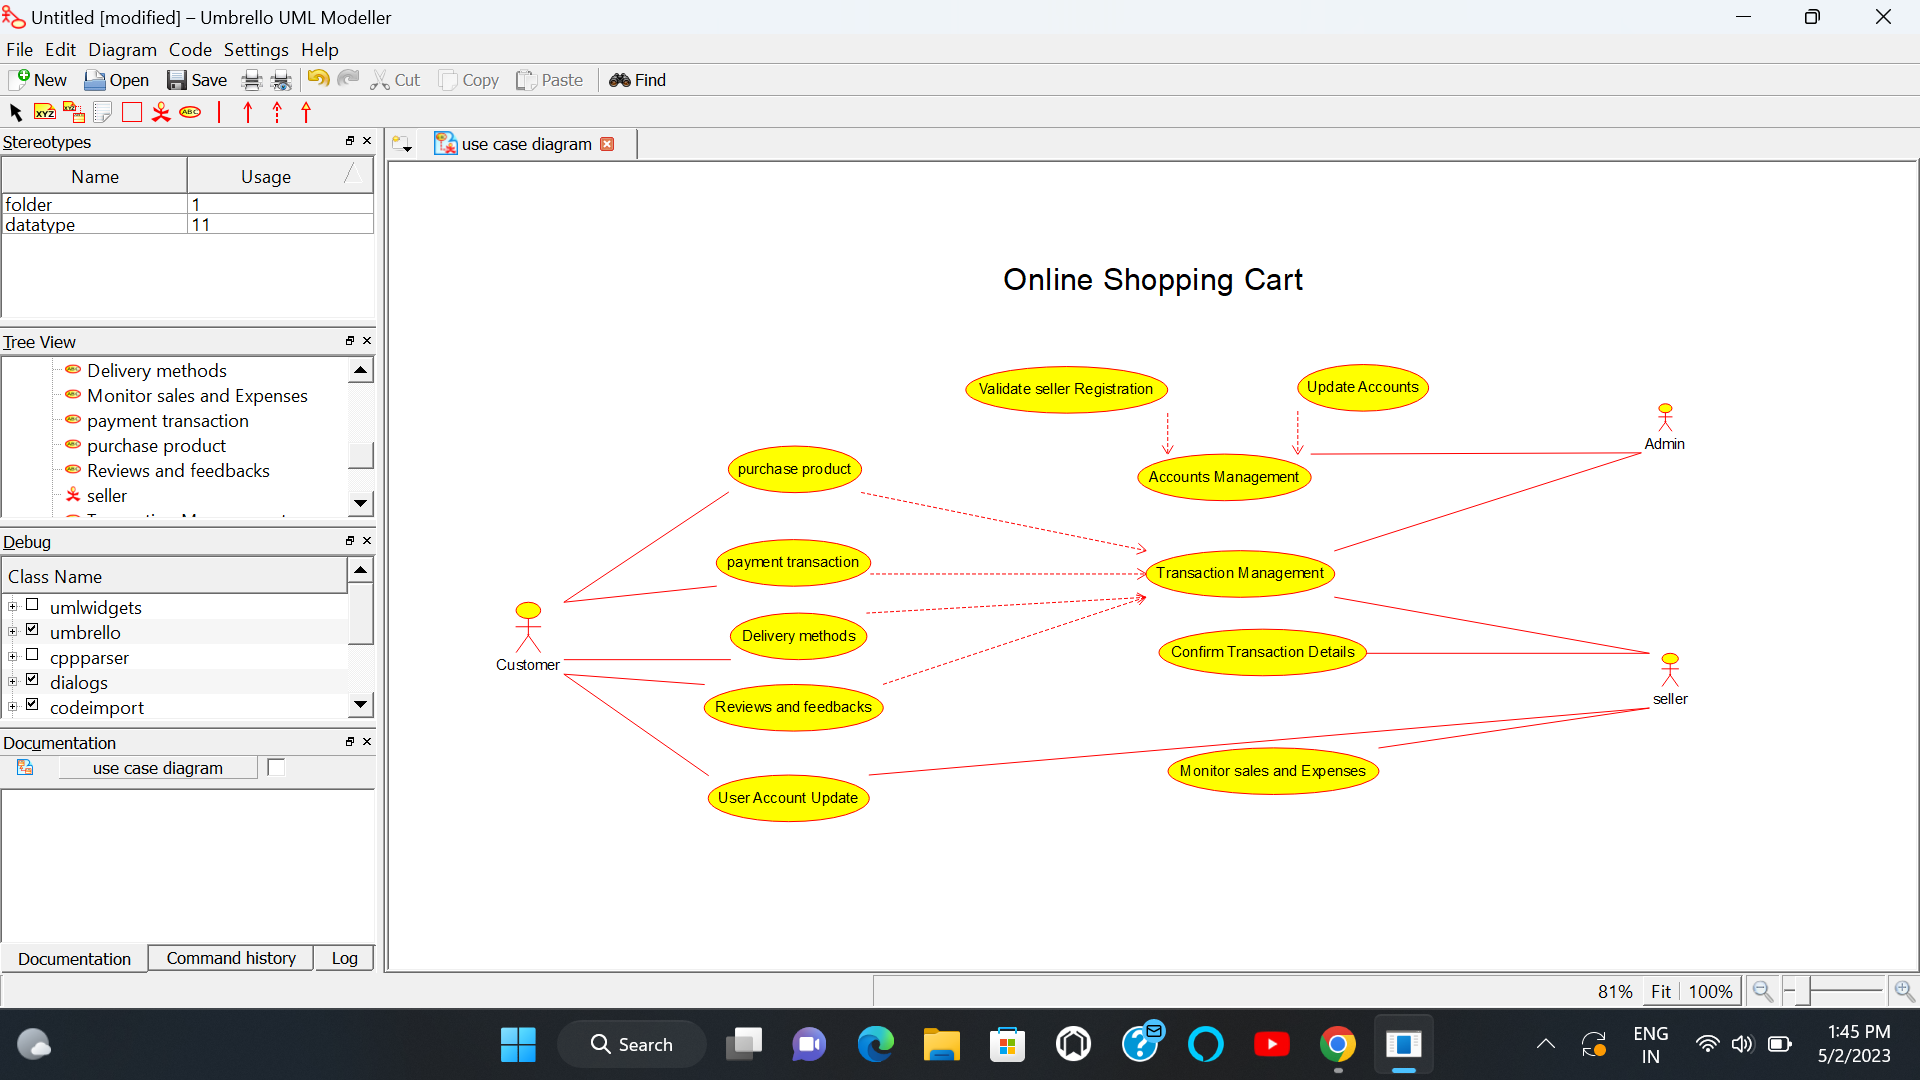 Untitled [modified] – Umbrello UML Modeller
File Edit Diagram Code Settings Help
New Open Save Cut Copy Paste Find
XYZ XYZ ABC
Stereotypes
Name Usage
folder 1
datatype 11
Tree View
Delivery methods
Monitor sales and Expenses
payment transaction
purchase product
Reviews and feedbacks
seller
Debug
Class Name
umlwidgets
umbrello
cppparser
dialogs
codeimport
Documentation
use case diagram
Documentation Command history Log
use case diagram
Online Shopping Cart
Validate seller Registration
Update Accounts
Admin
purchase product
Accounts Management
payment transaction
Transaction Management
Delivery methods
Confirm Transaction Details
Customer
seller
Reviews and feedbacks
Monitor sales and Expenses
User Account Update
81% Fit 100%
Search
ENG
IN
1:45 PM
5/2/2023